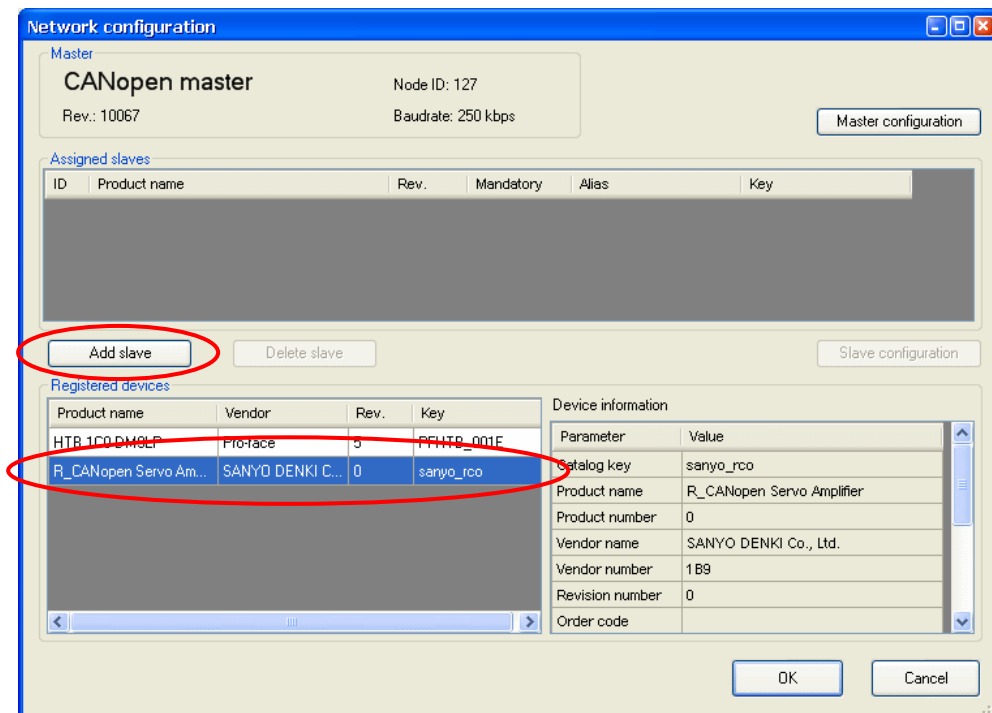 Network configuration
Master
CANopen master
Node ID: 127
Rev.: 10067
Baudrate: 250 kbps
Master configuration
Assigned slaves
ID Product name Rev. Mandatory Alias Key
Add slave Delete slave Slave configuration
Registered devices
Product name Vendor Rev. Key
HTB 1C0 DM9LP Pro-face 5 PFHTB_001F
R_CANopen Servo Am... SANYO DENKI C... 0 sanyo_rco
Device information
Parameter Value
Catalog key sanyo_rco
Product name R_CANopen Servo Amplifier
Product number 0
Vendor name SANYO DENKI Co., Ltd.
Vendor number 1B9
Revision number 0
Order code
OK Cancel